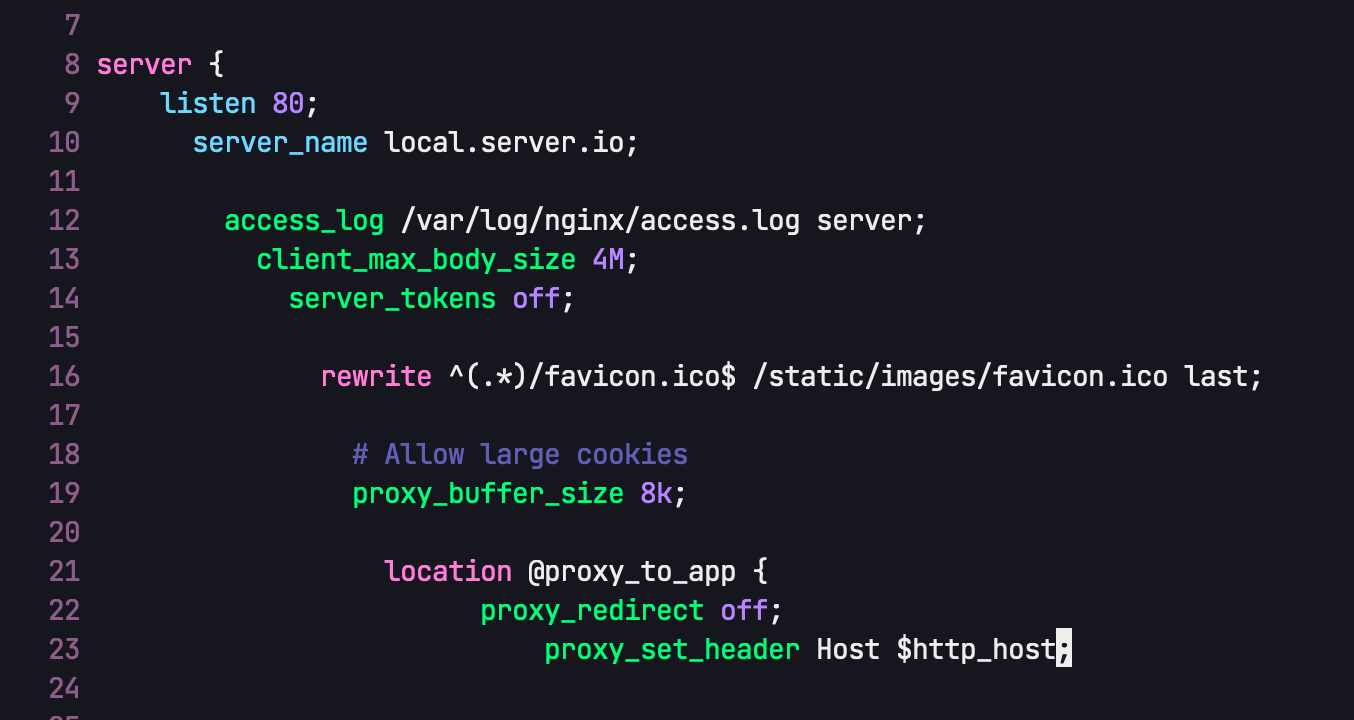 7
8 server {
9     listen 80;
10       server_name local.server.io;
11
12         access_log /var/log/nginx/access.log server;
13           client_max_body_size 4M;
14             server_tokens off;
15
16               rewrite ^(.*)/favicon.ico$ /static/images/favicon.ico last;
17
18                 # Allow large cookies
19                 proxy_buffer_size 8k;
20
21                   location @proxy_to_app {
22                         proxy_redirect off;
23                             proxy_set_header Host $http_host;
24